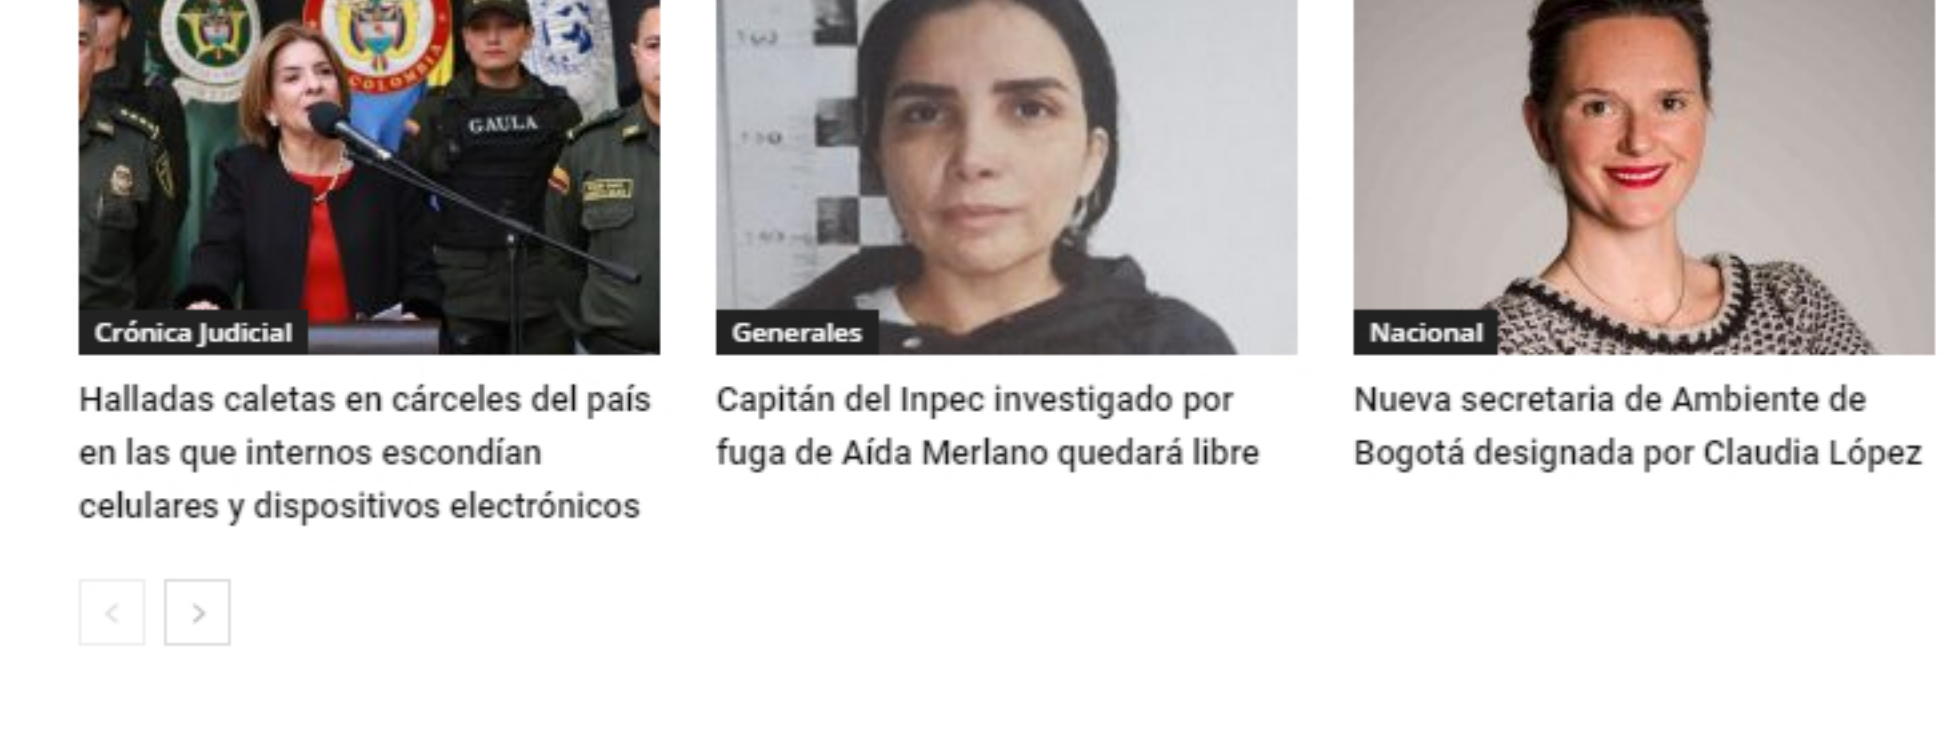 COLOMBIA
GAULA
Crónica Judicial
Halladas caletas en cárceles del país
en las que internos escondían
celulares y dispositivos electrónicos
Generales
Capitán del Inpec investigado por
fuga de Aída Merlano quedará libre
Nacional
Nueva secretaria de Ambiente de
Bogotá designada por Claudia López